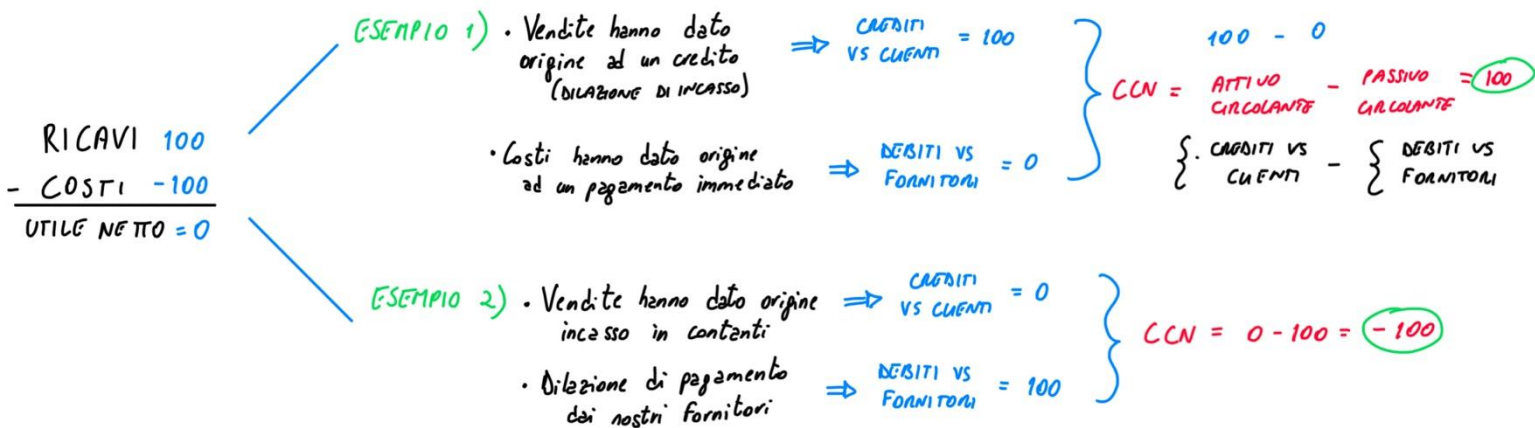 RICAVI 100
- COSTI -100
UTILE NETTO = 0
ESEMPIO 1) • Vendite hanno dato
origine ad un credito
(DILAZIONE DI INCASSO)
⇒ CREDITI
VS CLIENTI = 100
• Costi hanno dato origine
ad un pagamento immediato
⇒ DEBITI VS
FORNITORI = 0
100 - 0
CCN = ATTIVO CIRCOLANTE - PASSIVO CIRCOLANTE = 100
{ • CREDITI VS CLIENTI - { DEBITI VS FORNITORI
ESEMPIO 2) • Vendite hanno dato origine
incasso in contanti
⇒ CREDITI
VS CLIENTI = 0
• Dilazione di pagamento
dai nostri fornitori
⇒ DEBITI VS
FORNITORI = 100
CCN = 0 - 100 = -100